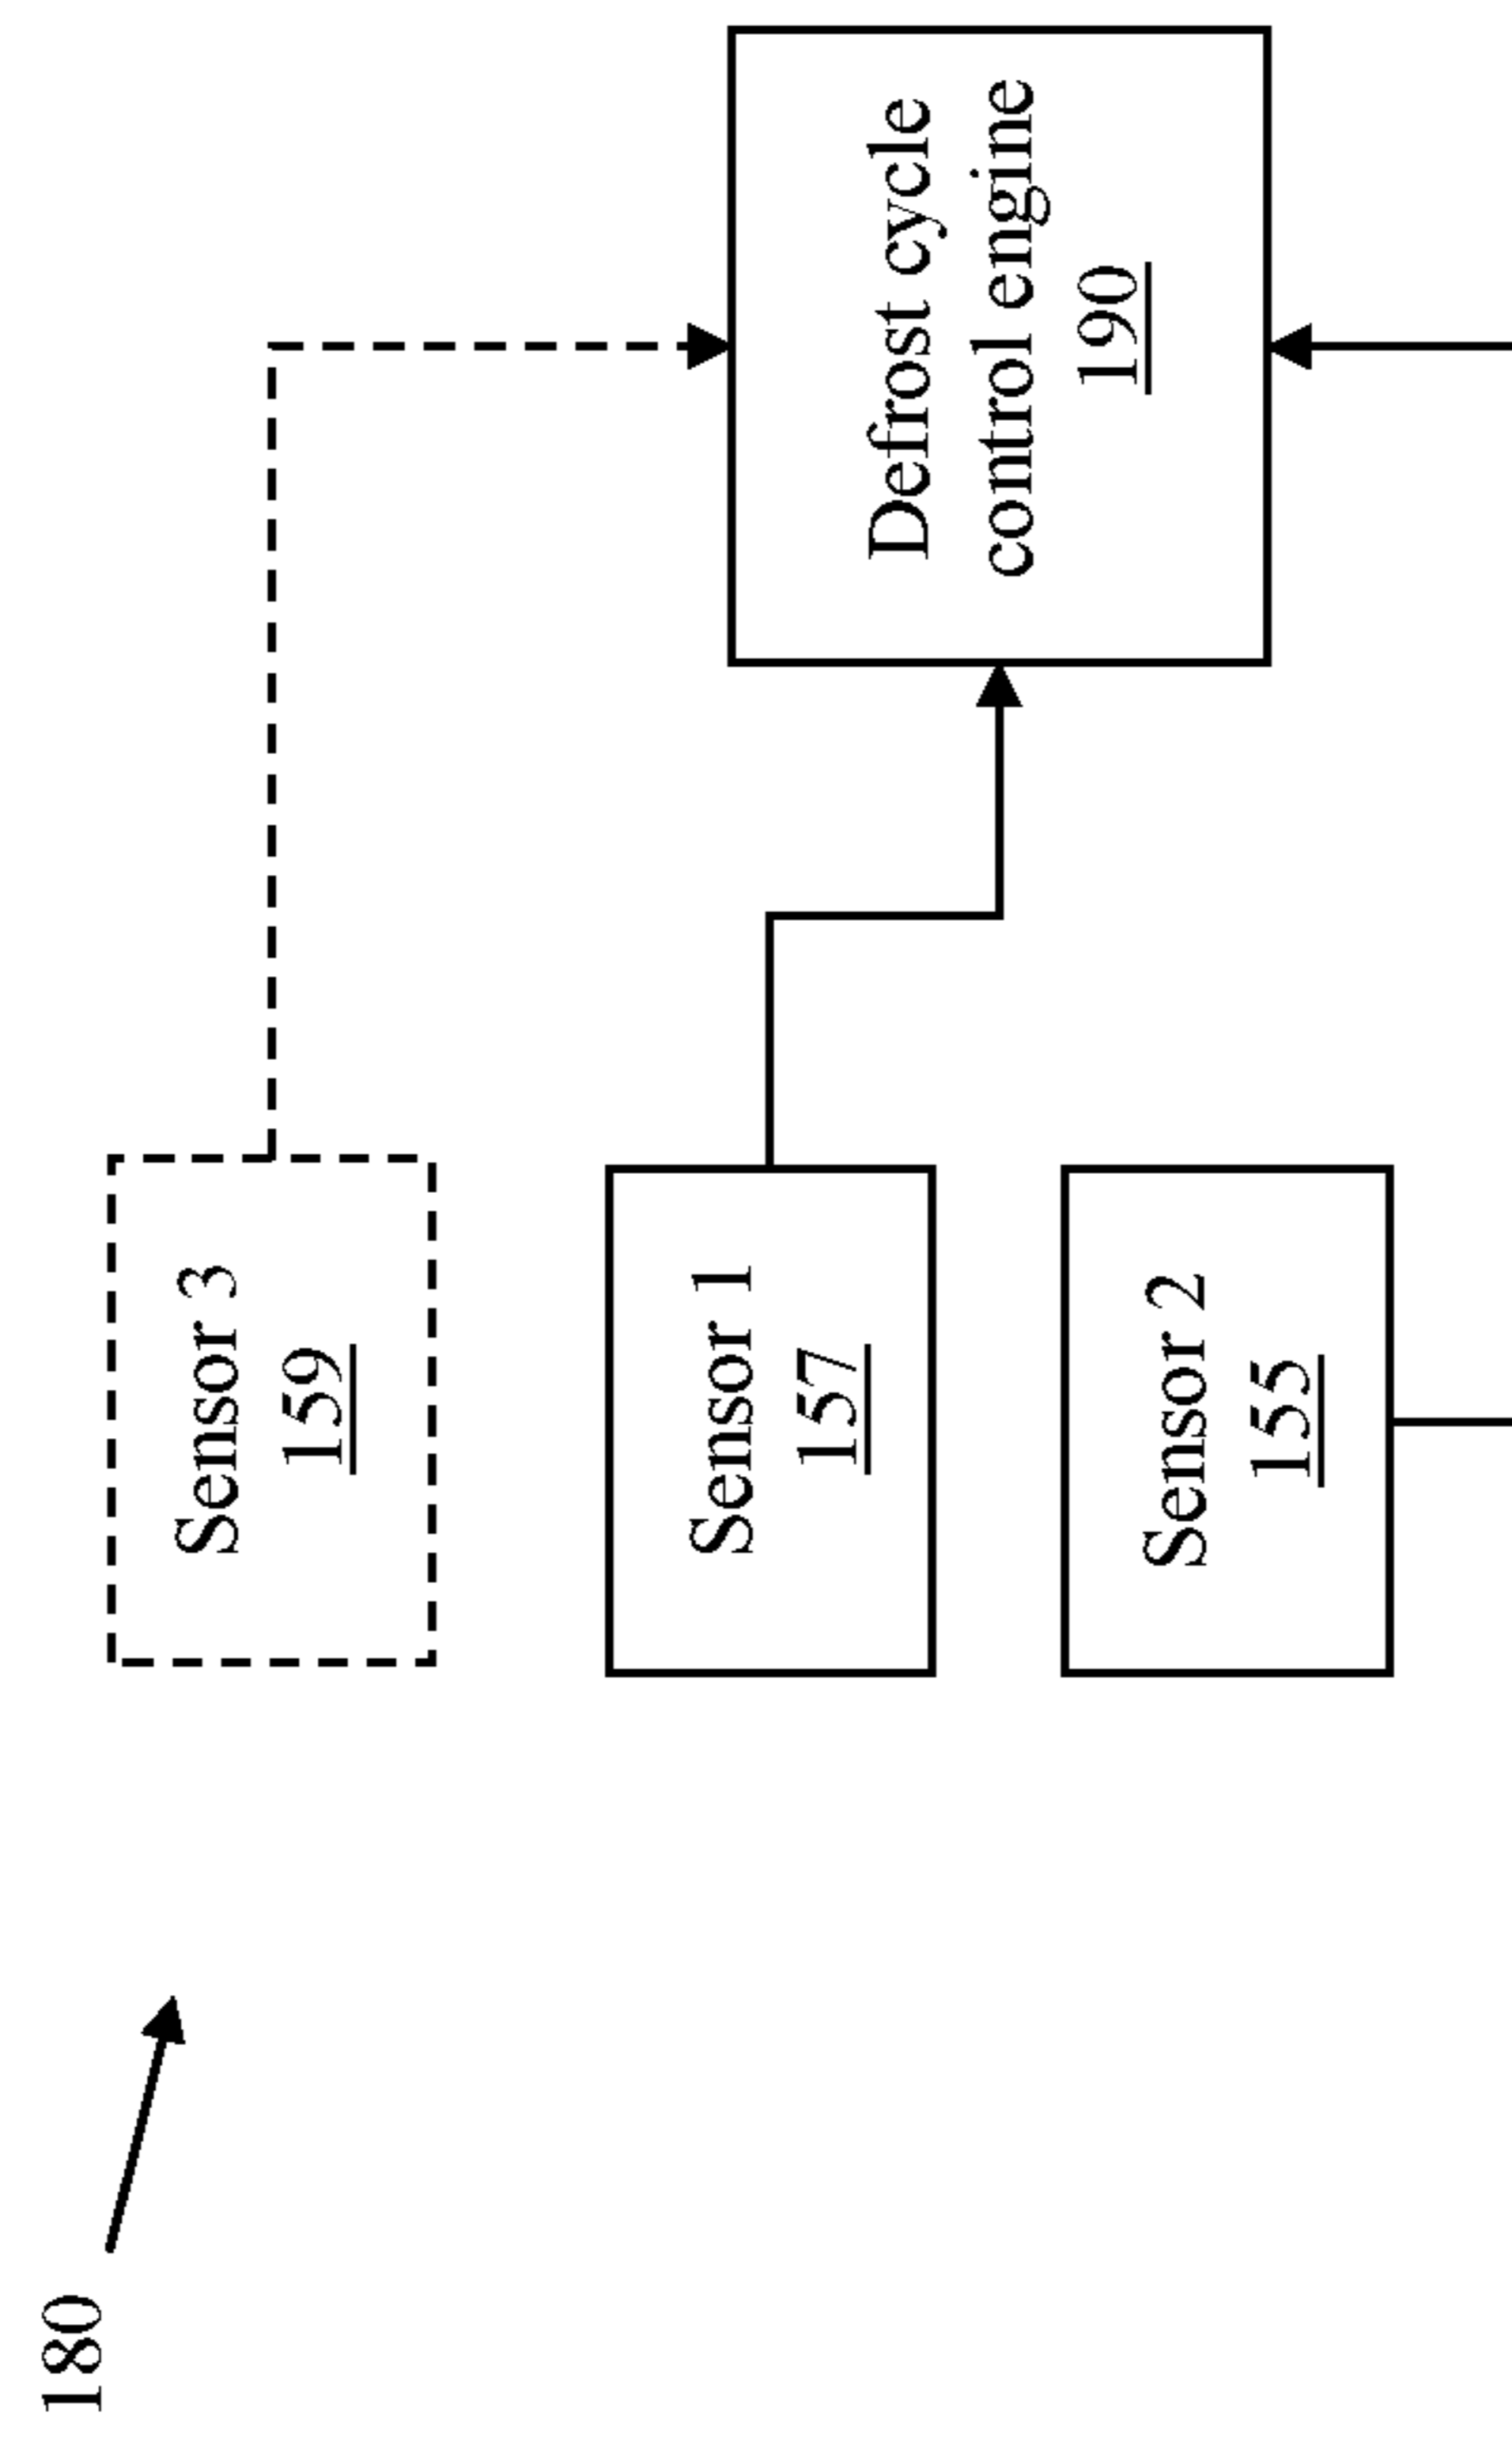 180
Sensor 3
159
Sensor 1
157
Sensor 2
155
Defrost cycle
control engine
190